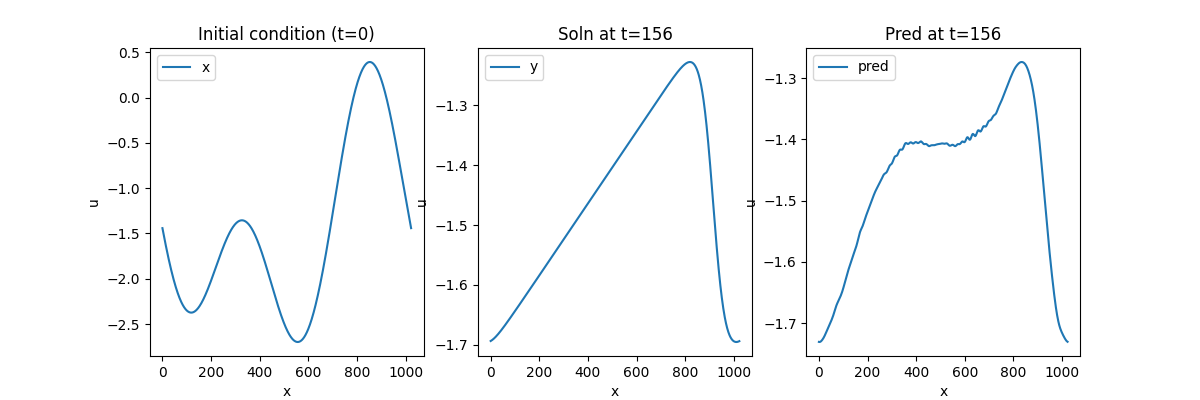 Initial condition (t=0)
x
0.5
0.0
−0.5
−1.0
−1.5
−2.0
−2.5
u
0 200 400 600 800 1000
x
Soln at t=156
y
−1.3
−1.4
−1.5
−1.6
−1.7
u
0 200 400 600 800 1000
x
Pred at t=156
pred
−1.3
−1.4
−1.5
−1.6
−1.7
u
0 200 400 600 800 1000
x